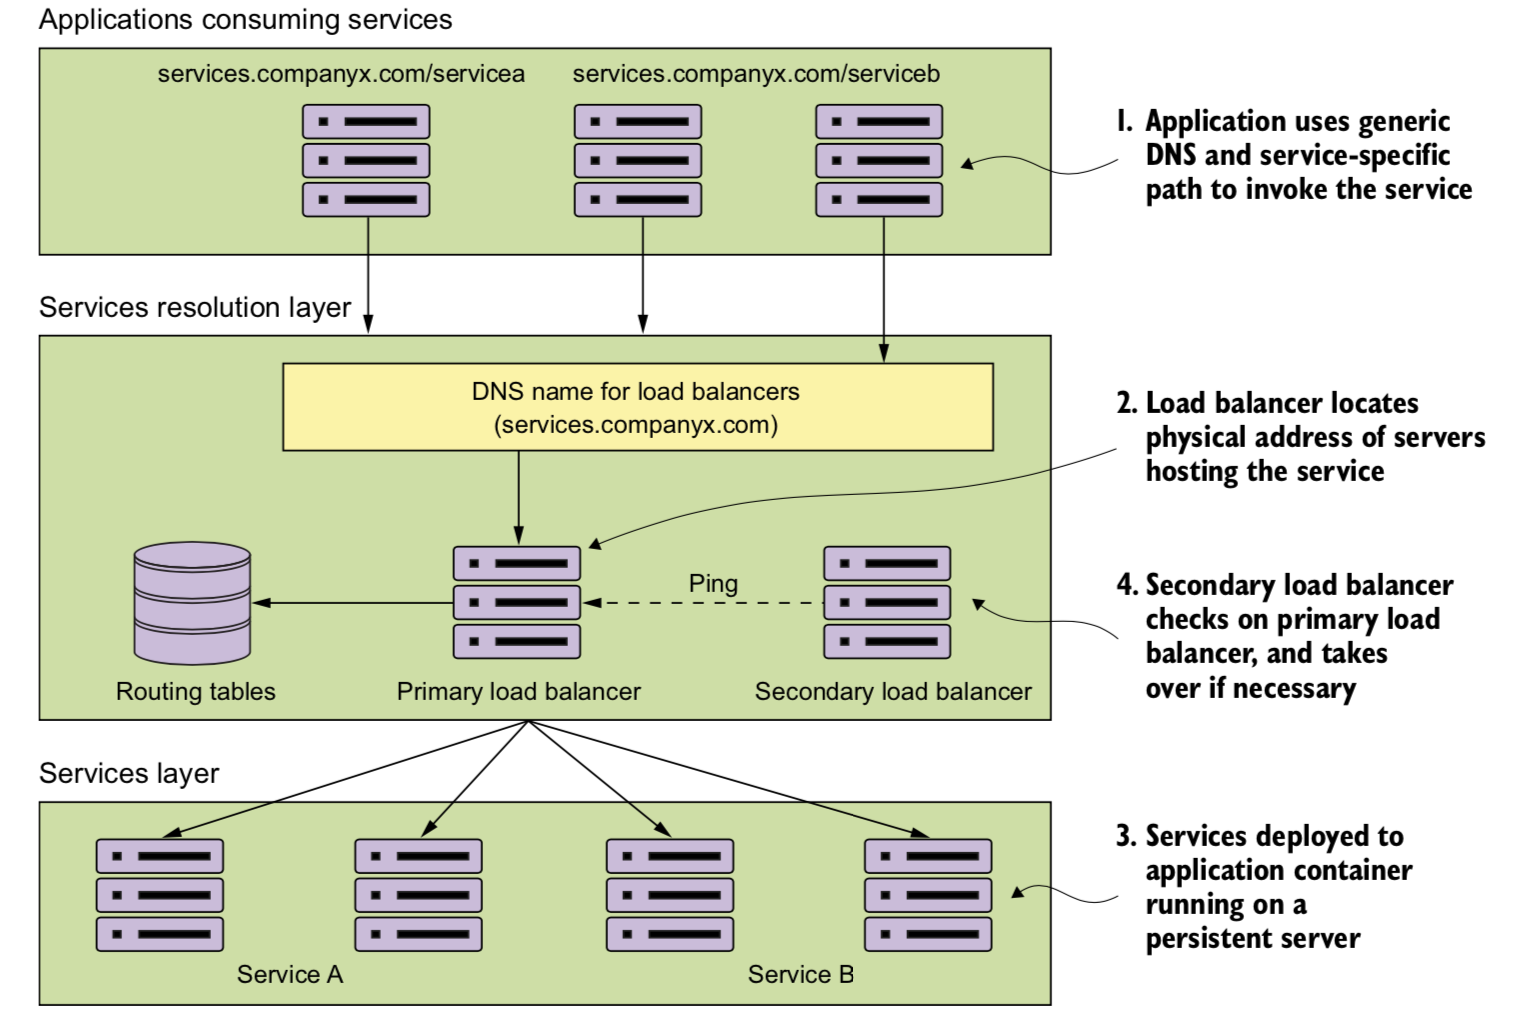 Applications consuming services
services.companyx.com/servicea
services.companyx.com/serviceb
1. Application uses generic
DNS and service-specific
path to invoke the service
Services resolution layer
DNS name for load balancers
(services.companyx.com)
2. Load balancer locates
physical address of servers
hosting the service
Ping
4. Secondary load balancer
checks on primary load
balancer, and takes
over if necessary
Routing tables
Primary load balancer
Secondary load balancer
Services layer
3. Services deployed to
application container
running on a
persistent server
Service A
Service B